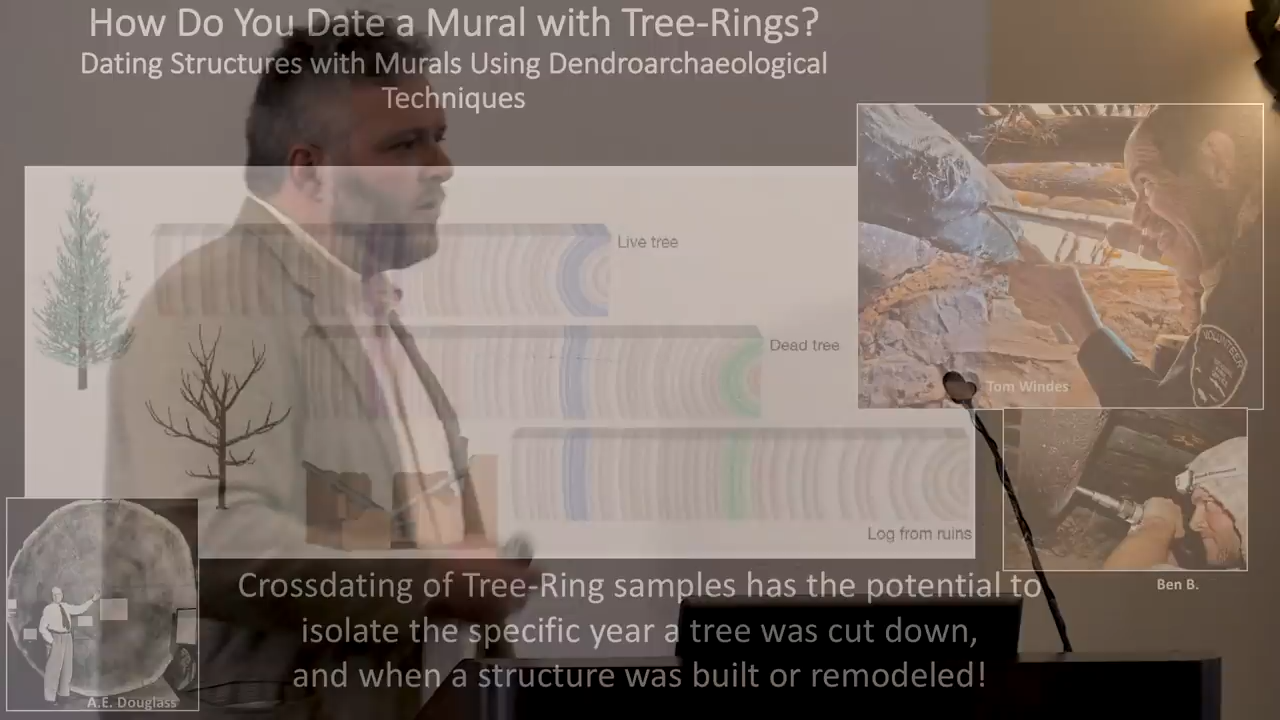 How Do You Date a Mural with Tree-Rings?
Dating Structures with Murals Using Dendroarchaeological
Techniques
Live tree
Dead tree
Tom Windes
VOLUNTEER
Log from ruins
Ben B.
Crossdating of Tree-Ring samples has the potential to
isolate the specific year a tree was cut down,
and when a structure was built or remodeled!
A.E. Douglass